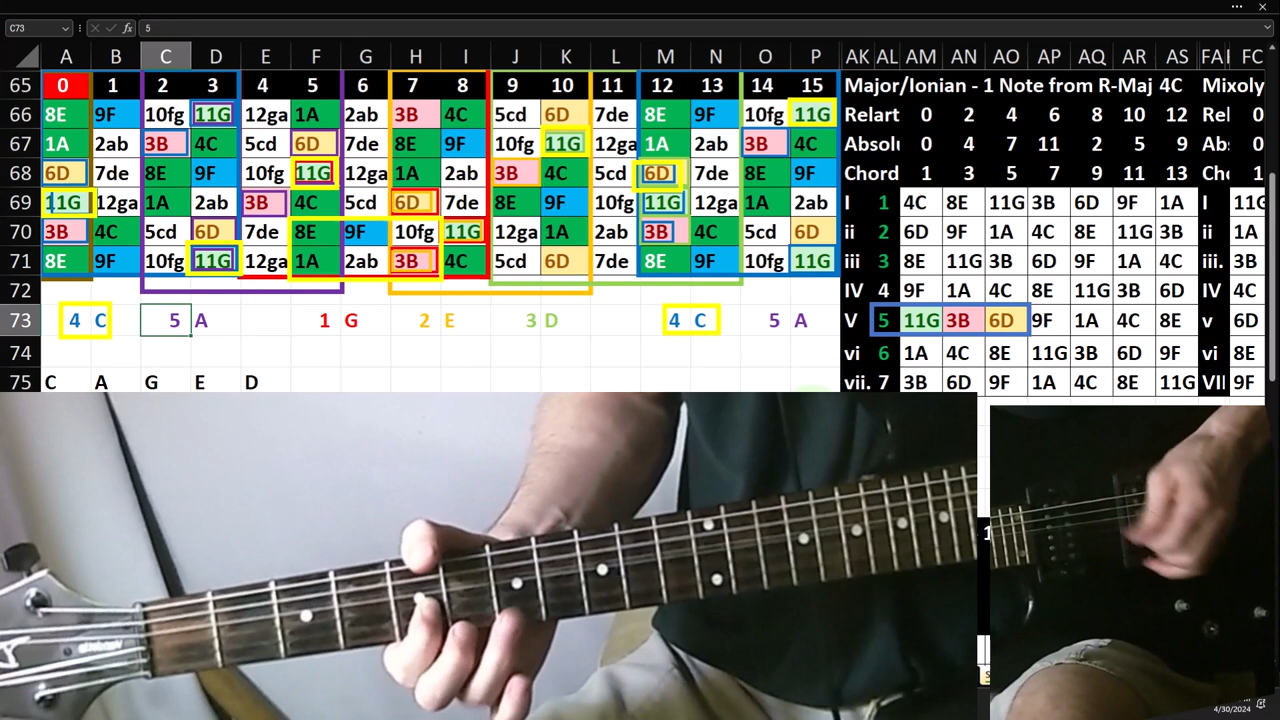 C73 fx 5
A B C D E F G H I J K L M N O P AK AL AM AN AO AP AQ AR AS FAI FC
65 0 1 2 3 4 5 6 7 8 9 10 11 12 13 14 15 Major/Ionian - 1 Note from R-Maj 4C Mixoly
66 8E 9F 10fg 11G 12ga 1A 2ab 3B 4C 5cd 6D 7de 8E 9F 10fg 11G Relart 0 2 4 6 8 10 12 Rel 0
67 1A 2ab 3B 4C 5cd 6D 7de 8E 9F 10fg 11G 12ga 1A 2ab 3B 4C Absolu 0 4 7 11 2 5 9 Abs 0
68 6D 7de 8E 9F 10fg 11G 12ga 1A 2ab 3B 4C 5cd 6D 7de 8E 9F Chord 1 3 5 7 9 11 13 Cho 1
69 11G 12ga 1A 2ab 3B 4C 5cd 6D 7de 8E 9F 10fg 11G 12ga 1A 2ab I 1 4C 8E 11G 3B 6D 9F 1A I 11G
70 3B 4C 5cd 6D 7de 8E 9F 10fg 11G 12ga 1A 2ab 3B 4C 5cd 6D ii 2 6D 9F 1A 4C 8E 11G 3B ii 1A
71 8E 9F 10fg 11G 12ga 1A 2ab 3B 4C 5cd 6D 7de 8E 9F 10fg 11G iii 3 8E 11G 3B 6D 9F 1A 4C iii. 3B
72 IV 4 9F 1A 4C 8E 11G 3B 6D IV 4C
73 4 C 5 A 1 G 2 E 3 D 4 C 5 A V 5 11G 3B 6D 9F 1A 4C 8E v 6D
74 vi 6 1A 4C 8E 11G 3B 6D 9F vi 8E
75 C A G E D vii. 7 3B 6D 9F 1A 4C 8E 11G VII 9F
4/30/2024